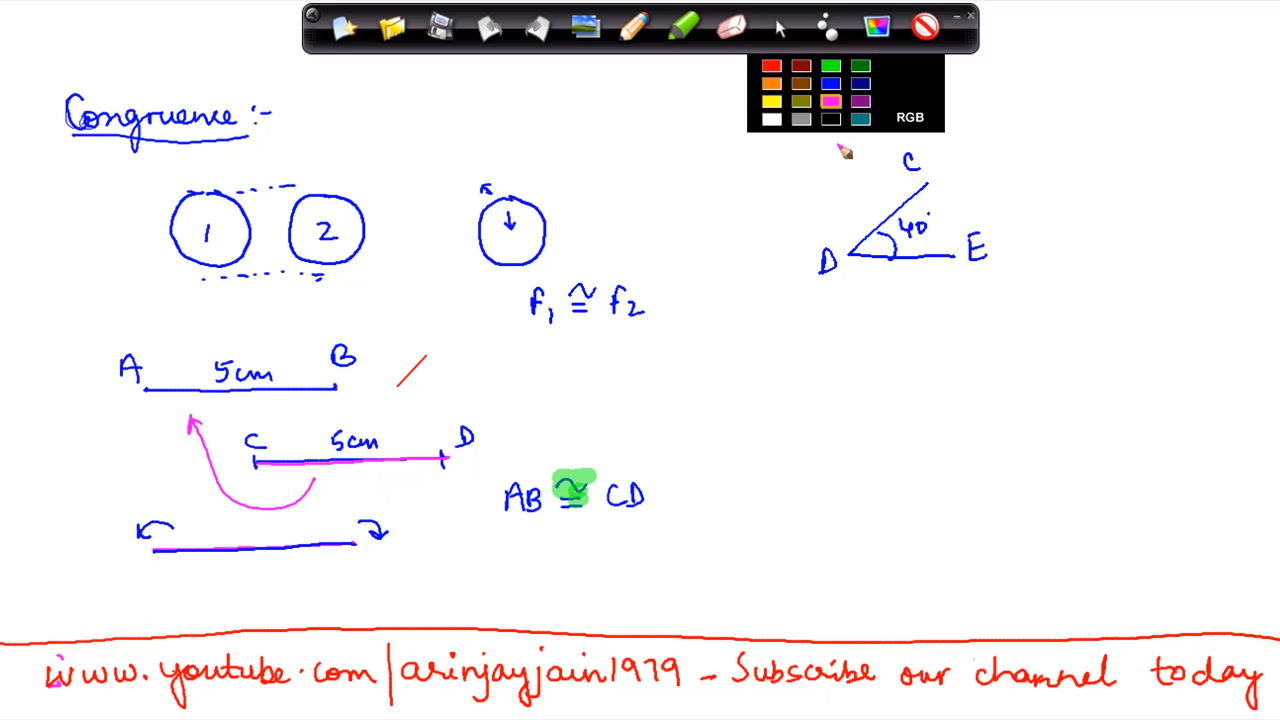 RGB
Congruence :-
1 2
f₁ ≅ f₂
C
40°
D E
A 5cm B
C 5cm D
AB ≅ CD
www.youtube.com/arinjayjain1979 - Subscribe our channel today